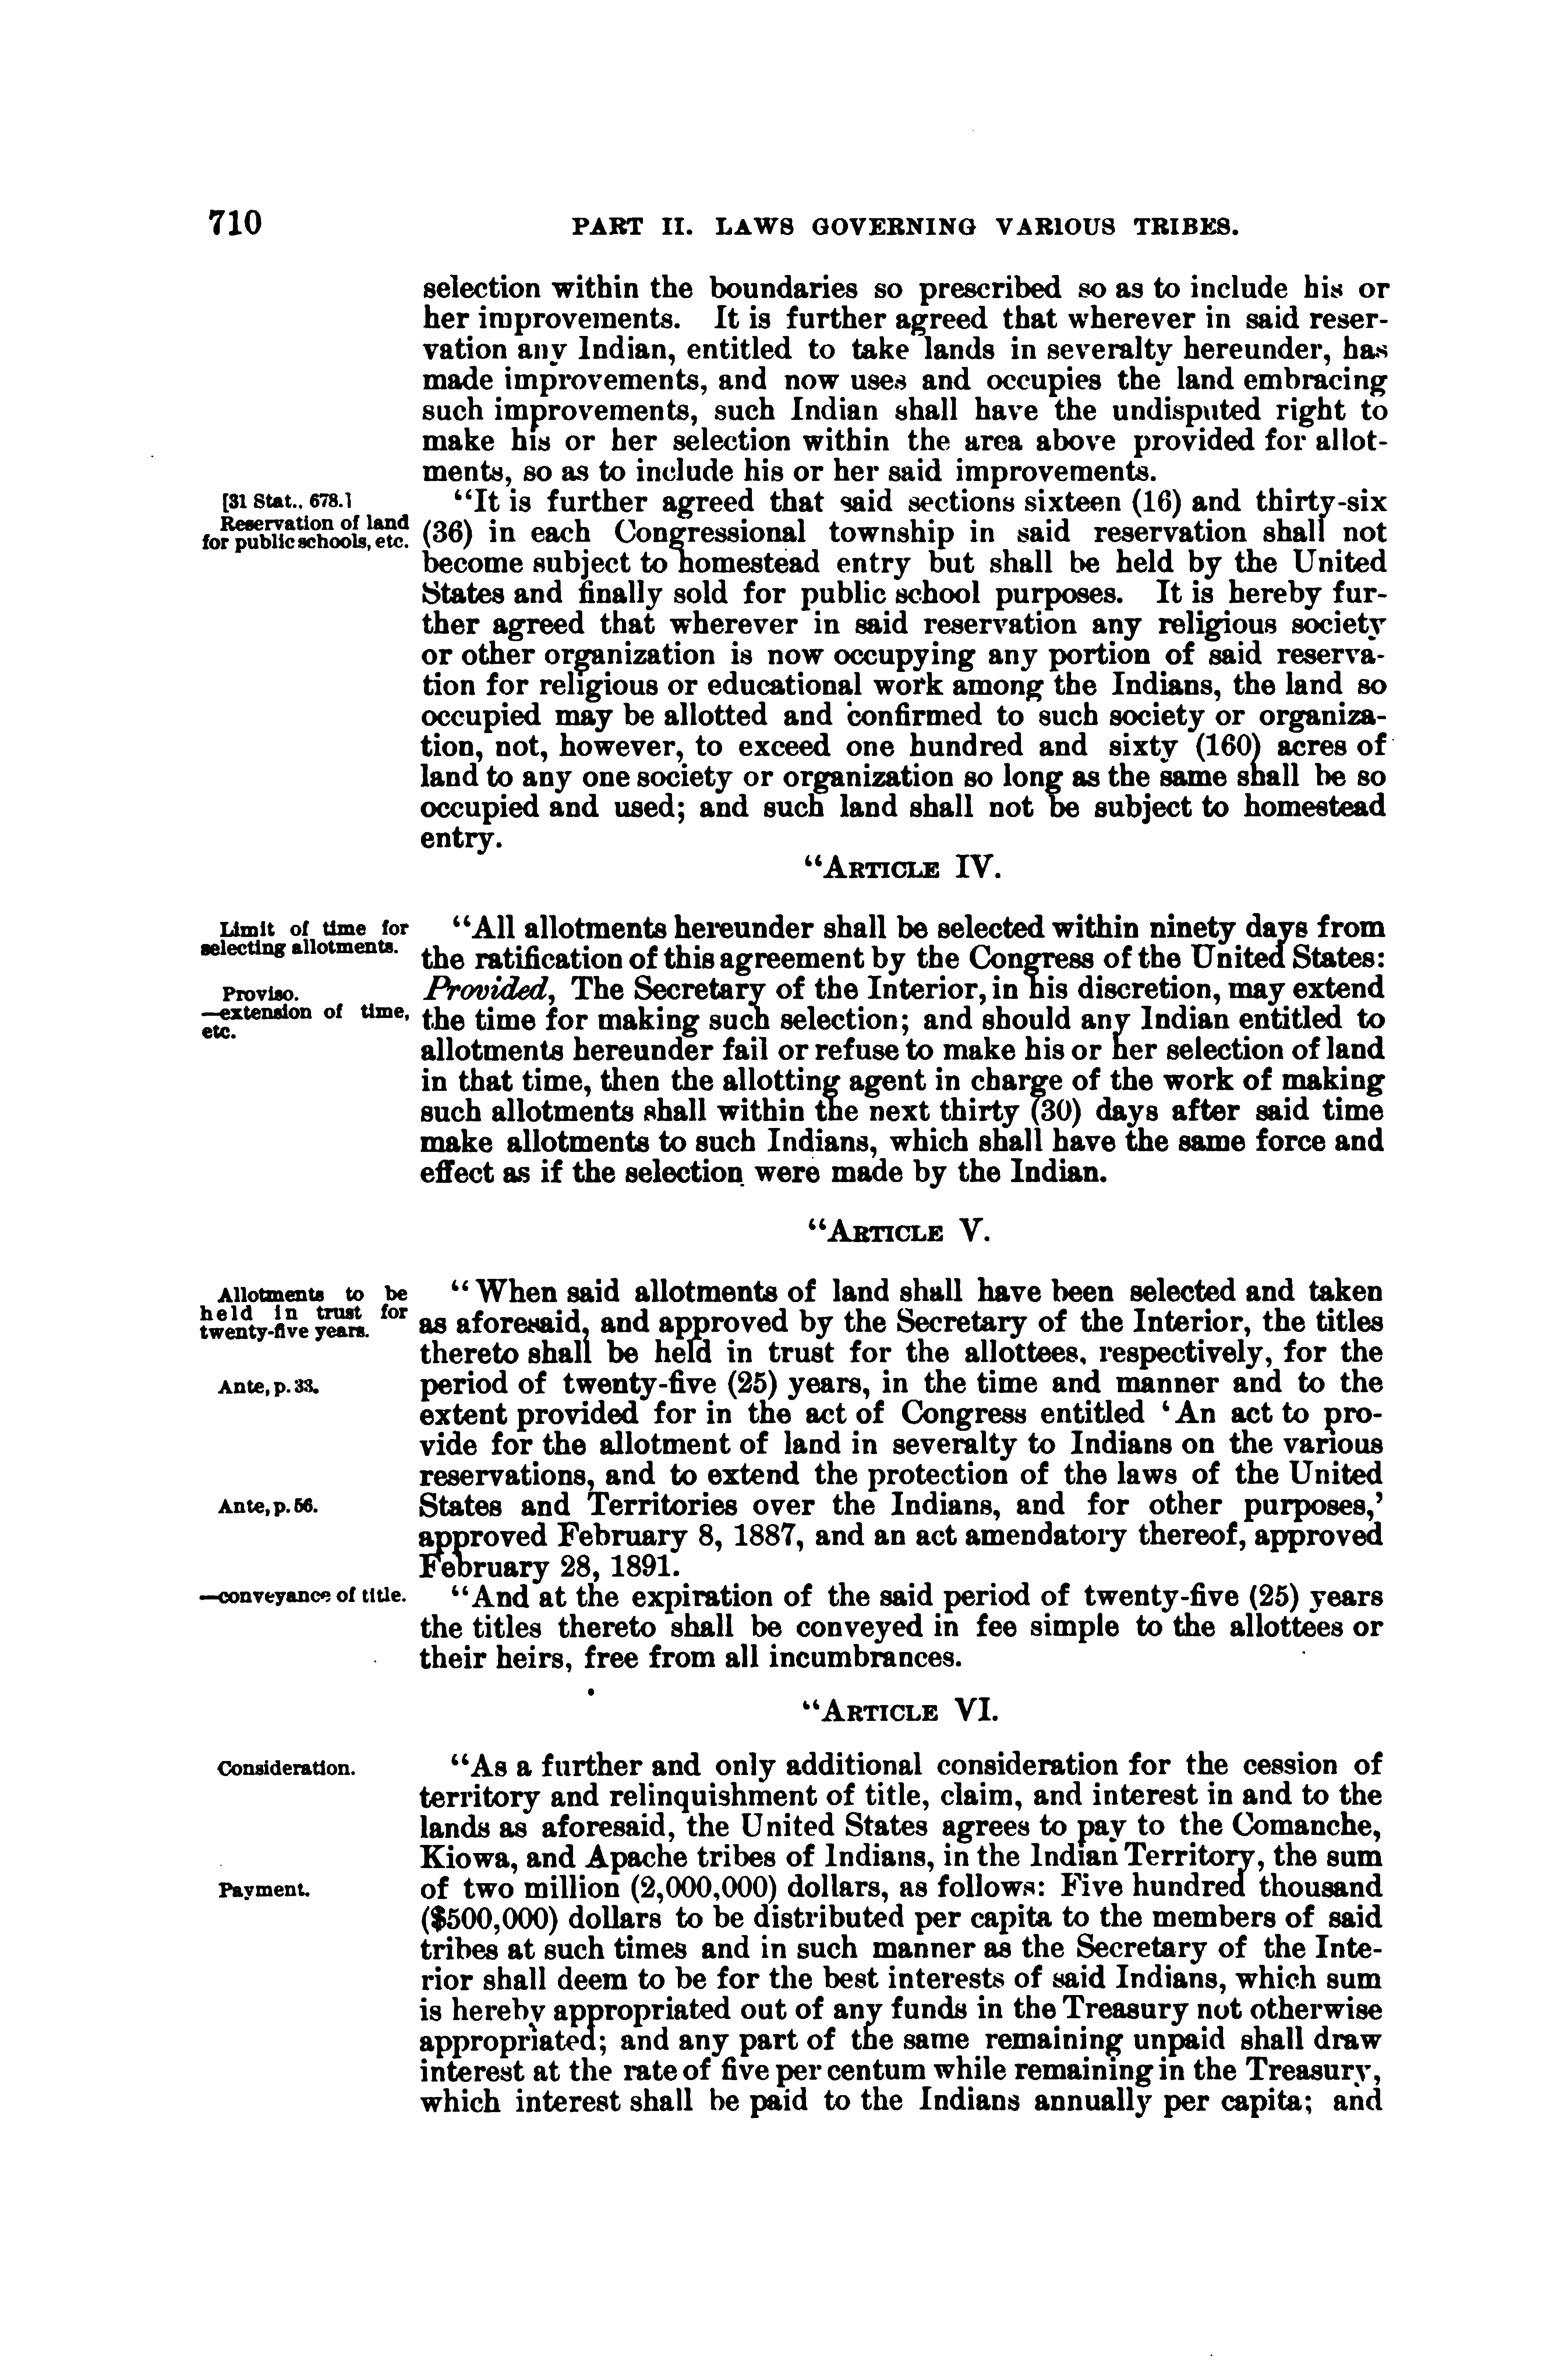 710
PART II. LAWS GOVERNING VARIOUS TRIBES.
selection within the boundaries so prescribed so as to include his or
her improvements. It is further agreed that wherever in said reser-
vation any Indian, entitled to take lands in severalty hereunder, has
made improvements, and now uses and occupies the land embracing
such improvements, such Indian shall have the undisputed right to
make his or her selection within the area above provided for allot-
ments, so as to include his or her said improvements.
[31 Stat., 678.]
Reservation of land
for public schools, etc.
“It is further agreed that said sections sixteen (16) and thirty-six
(36) in each Congressional township in said reservation shall not
become subject to homestead entry but shall be held by the United
States and finally sold for public school purposes. It is hereby fur-
ther agreed that wherever in said reservation any religious society
or other organization is now occupying any portion of said reserva-
tion for religious or educational work among the Indians, the land so
occupied may be allotted and confirmed to such society or organiza-
tion, not, however, to exceed one hundred and sixty (160) acres of
land to any one society or organization so long as the same shall be so
occupied and used; and such land shall not be subject to homestead
entry.
“ARTICLE IV.
Limit of time for
selecting allotments.
Proviso.
—extension of time,
etc.
“All allotments hereunder shall be selected within ninety days from
the ratification of this agreement by the Congress of the United States:
Provided, The Secretary of the Interior, in his discretion, may extend
the time for making such selection; and should any Indian entitled to
allotments hereunder fail or refuse to make his or her selection of land
in that time, then the allotting agent in charge of the work of making
such allotments shall within the next thirty (30) days after said time
make allotments to such Indians, which shall have the same force and
effect as if the selection were made by the Indian.
“ARTICLE V.
Allotments to be
held in trust for
twenty-five years.
Ante, p. 33.
Ante, p. 56.
“When said allotments of land shall have been selected and taken
as aforesaid, and approved by the Secretary of the Interior, the titles
thereto shall be held in trust for the allottees, respectively, for the
period of twenty-five (25) years, in the time and manner and to the
extent provided for in the act of Congress entitled ‘An act to pro-
vide for the allotment of land in severalty to Indians on the various
reservations, and to extend the protection of the laws of the United
States and Territories over the Indians, and for other purposes,’
approved February 8, 1887, and an act amendatory thereof, approved
February 28, 1891.
—conveyance of title.
“And at the expiration of the said period of twenty-five (25) years
the titles thereto shall be conveyed in fee simple to the allottees or
their heirs, free from all incumbrances.
“ARTICLE VI.
Consideration.
Payment.
“As a further and only additional consideration for the cession of
territory and relinquishment of title, claim, and interest in and to the
lands as aforesaid, the United States agrees to pay to the Comanche,
Kiowa, and Apache tribes of Indians, in the Indian Territory, the sum
of two million (2,000,000) dollars, as follows: Five hundred thousand
($500,000) dollars to be distributed per capita to the members of said
tribes at such times and in such manner as the Secretary of the Inte-
rior shall deem to be for the best interests of said Indians, which sum
is hereby appropriated out of any funds in the Treasury not otherwise
appropriated; and any part of the same remaining unpaid shall draw
interest at the rate of five per centum while remaining in the Treasury,
which interest shall be paid to the Indians annually per capita; and